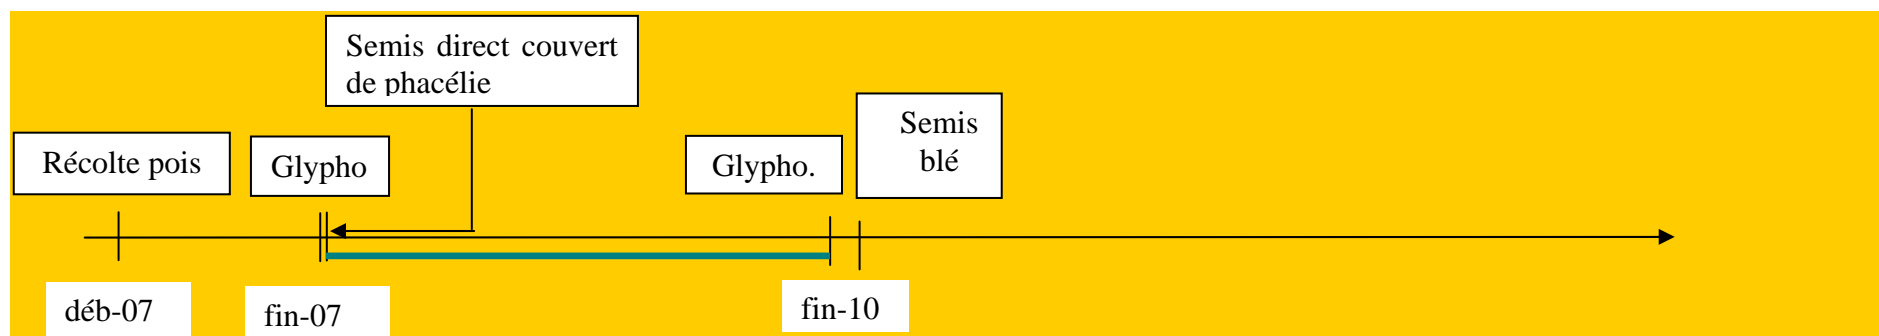 Semis direct couvert
de phacélie
Récolte pois
Glypho
Glypho.
Semis
blé
déb-07
fin-07
fin-10